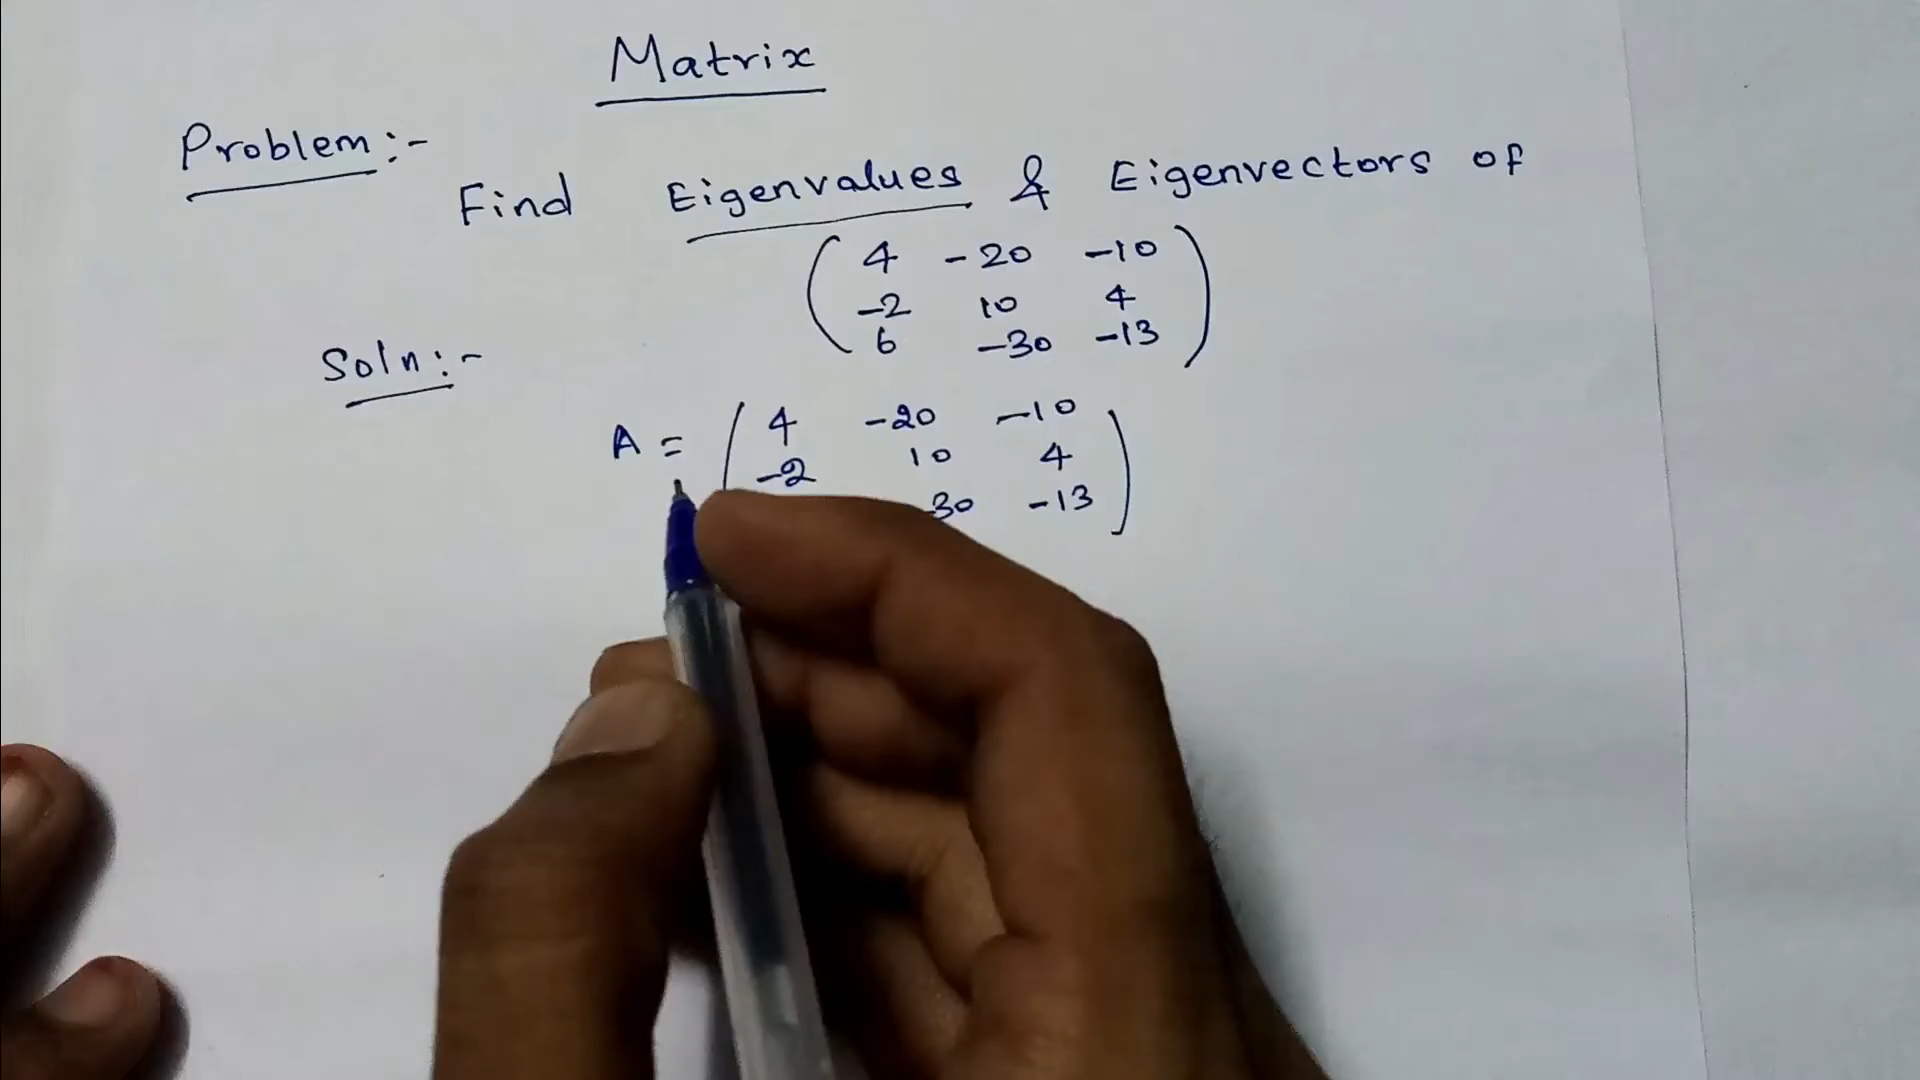 Matrix
Problem:-
Find Eigenvalues & Eigenvectors of
4 -20 -10
-2 10 4
6 -30 -13
Soln:-
A = 4 -20 -10
-2 10 4
-30 -13